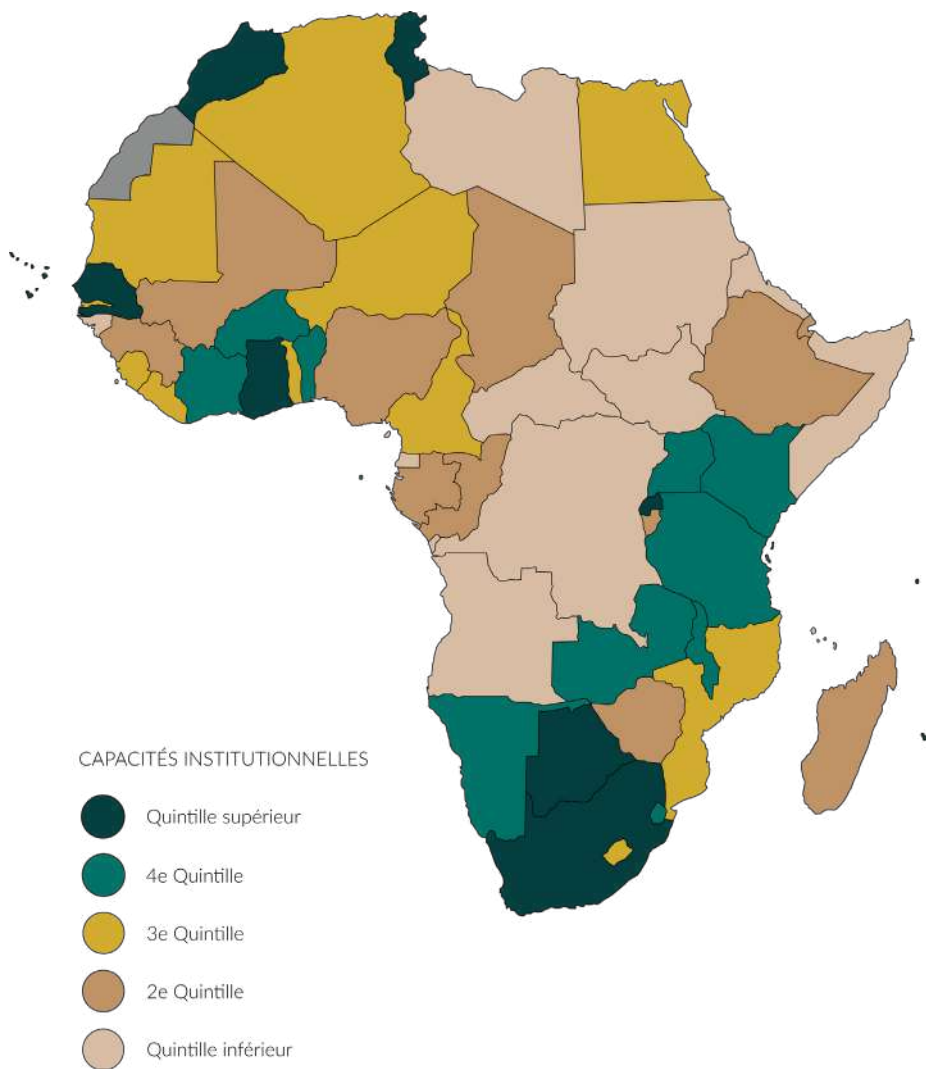 CAPACITÉS INSTITUTIONNELLES
Quintille supérieur
4e Quintille
3e Quintille
2e Quintille
Quintille inférieur